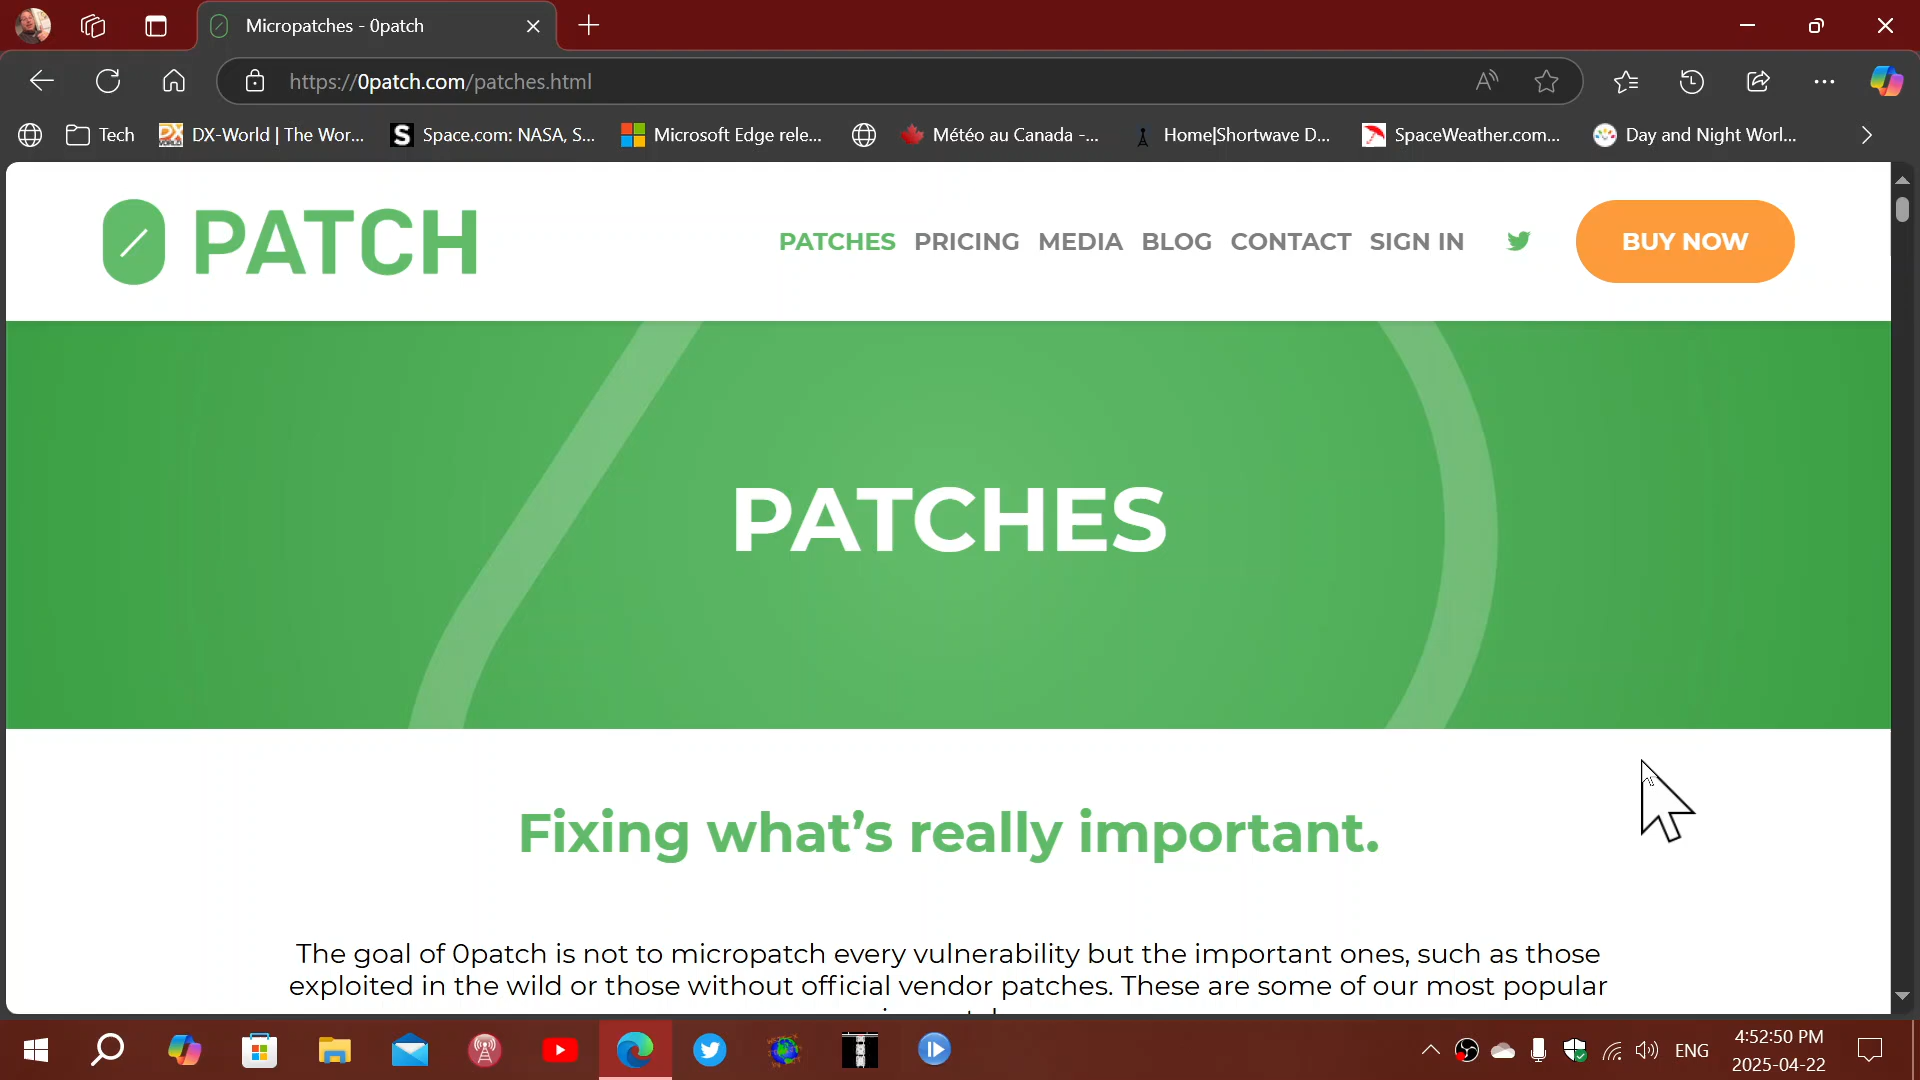 Micropatches - 0patch
https://0patch.com/patches.html
Tech
DX-World | The Wor...
Space.com: NASA, S...
Microsoft Edge rele...
Météo au Canada -...
Home|Shortwave D...
SpaceWeather.com...
Day and Night Worl...
0 PATCH
PATCHES PRICING MEDIA BLOG CONTACT SIGN IN
BUY NOW
PATCHES
Fixing what's really important.
The goal of 0patch is not to micropatch every vulnerability but the important ones, such as those
exploited in the wild or those without official vendor patches. These are some of our most popular
ENG
4:52:50 PM
2025-04-22